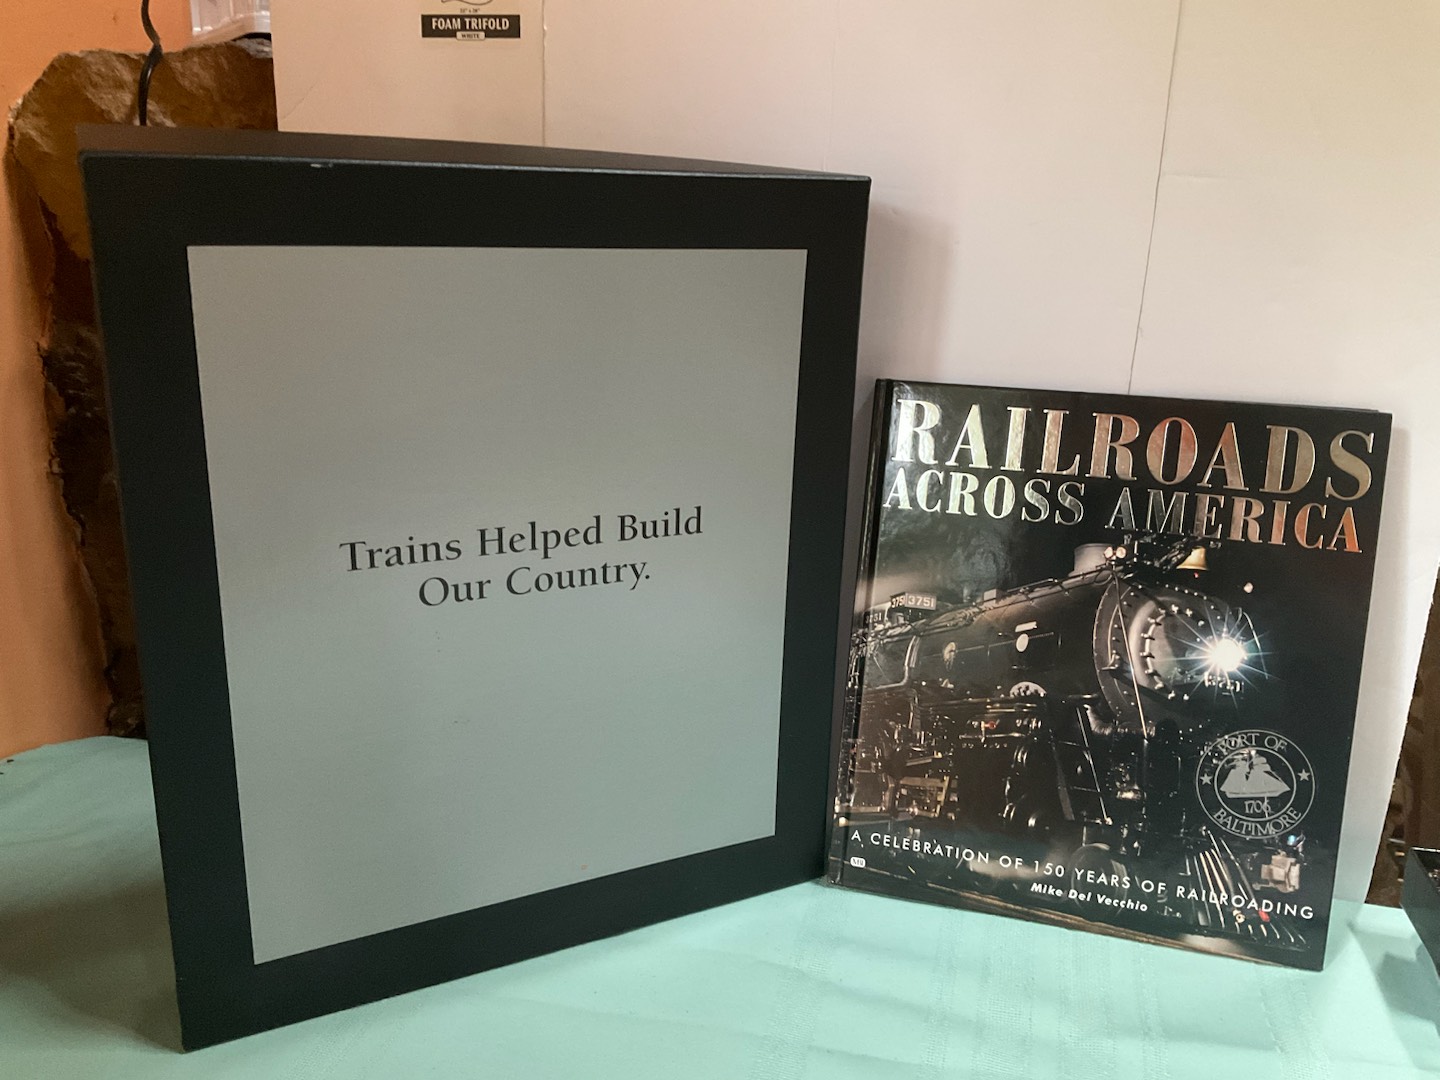 FOAM TRIFOLD
WHITE
Trains Helped Build
Our Country.
RAILROADS
ACROSS AMERICA
3751
PORT OF
1706
BALTIMORE
A CELEBRATION OF 150 YEARS OF RAILROADING
Mike Del Vecchio